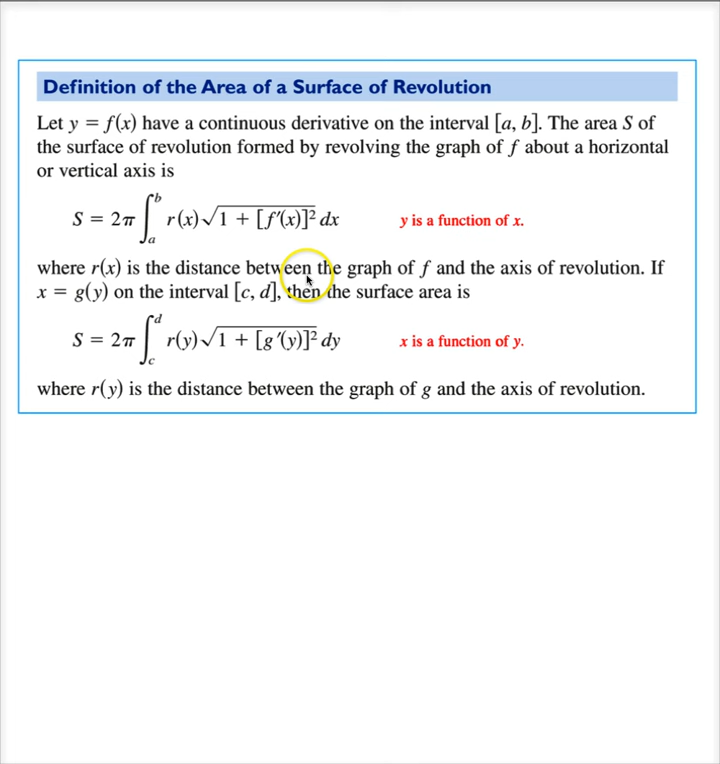 Definition of the Area of a Surface of Revolution
Let y = f(x) have a continuous derivative on the interval [a, b]. The area S of
the surface of revolution formed by revolving the graph of f about a horizontal
or vertical axis is
S = 2π ∫_a^b r(x)√(1 + [f′(x)]²) dx y is a function of x.
where r(x) is the distance between the graph of f and the axis of revolution. If
x = g(y) on the interval [c, d], then the surface area is
S = 2π ∫_c^d r(y)√(1 + [g′(y)]²) dy x is a function of y.
where r(y) is the distance between the graph of g and the axis of revolution.